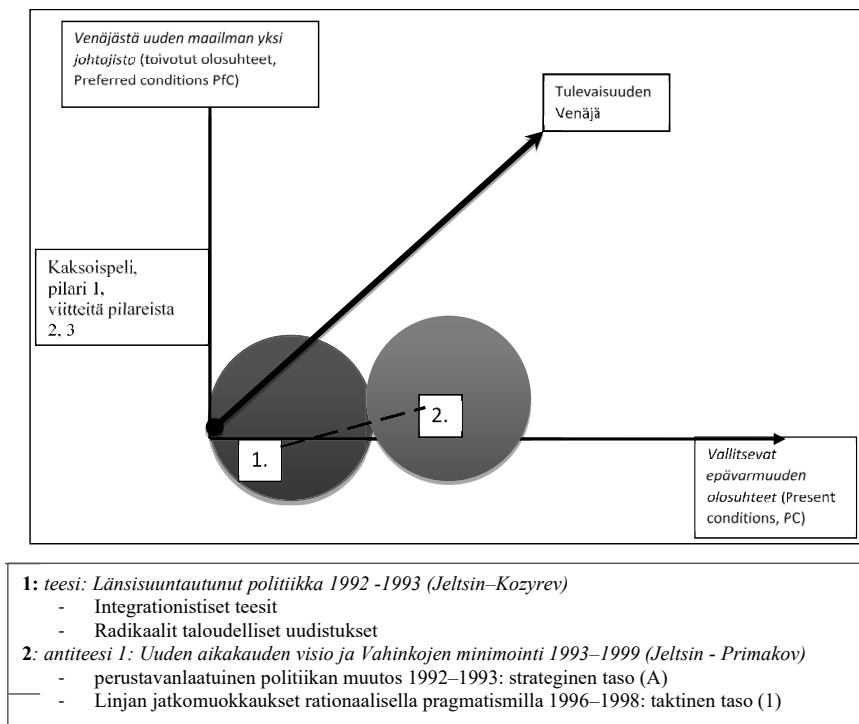 Venäjästä uuden maailman yksi
johtajista (toivotut olosuhteet,
Preferred conditions PfC)
Tulevaisuuden
Venäjä
Kaksoispeli,
pilari 1,
viitteitä pilareista
2, 3
1.
2.
Vallitsevat
epävarmuuden
olosuhteet (Present
conditions, PC)
1: teesi: Länsisuuntautunut politiikka 1992 -1993 (Jeltsin–Kozyrev)
- Integrationistiset teesit
- Radikaalit taloudelliset uudistukset
2: antiteesi 1: Uuden aikakauden visio ja Vahinkojen minimointi 1993–1999 (Jeltsin - Primakov)
- perustavanlaatuinen politiikan muutos 1992–1993: strateginen taso (A)
- Linjan jatkomuokkaukset rationaalisella pragmatismilla 1996–1998: taktinen taso (1)